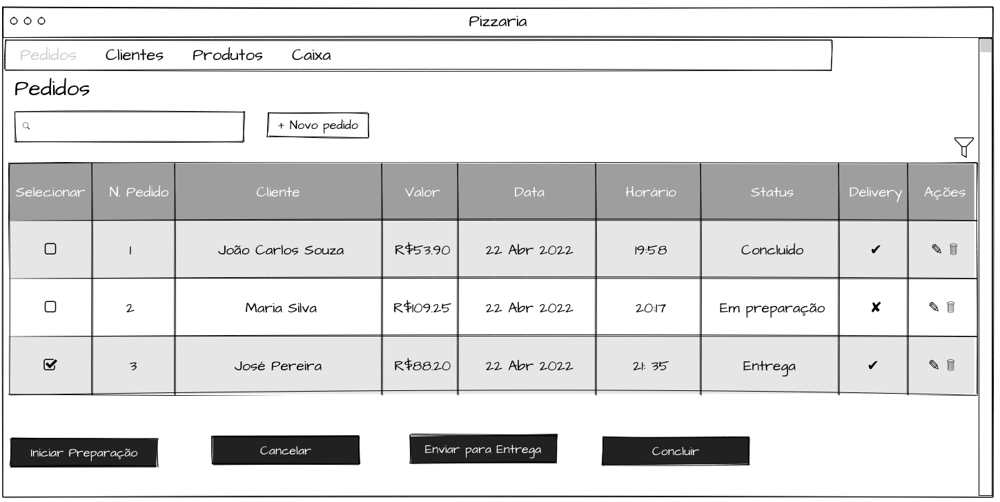 Pizzaria
Pedidos Clientes Produtos Caixa
Pedidos
+ Novo pedido
Selecionar N. Pedido Cliente Valor Data Horário Status Delivery Ações
1 João Carlos Souza R$53.90 22 Abr 2022 19:58 Concluído ✔
2 Maria Silva R$109.25 22 Abr 2022 20:17 Em preparação ✘
3 José Pereira R$88.20 22 Abr 2022 21: 35 Entrega ✔
Iniciar Preparação Cancelar Enviar para Entrega Concluir